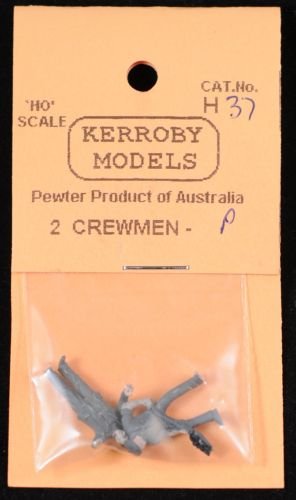 CAT.No.
'HO' H 37
SCALE
KERROBY
MODELS
Pewter Product of Australia
2 CREWMEN - P